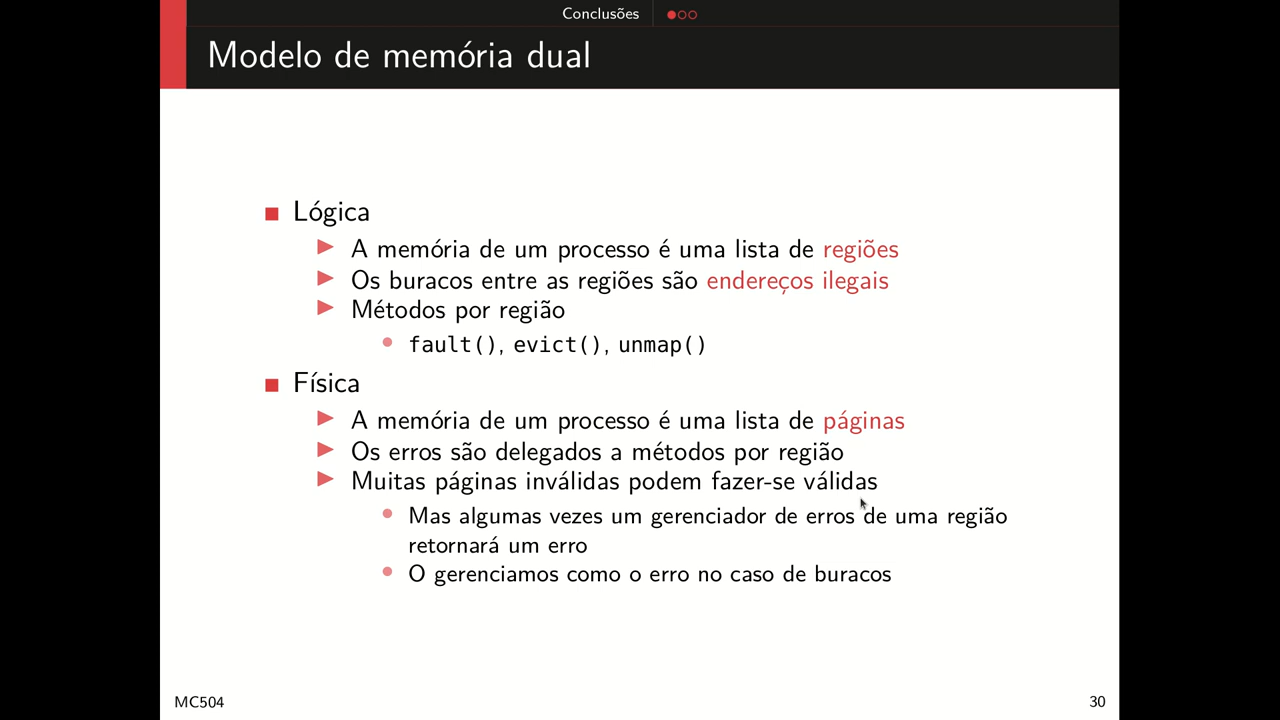 Conclusões
Modelo de memória dual
Lógica
A memória de um processo é uma lista de regiões
Os buracos entre as regiões são endereços ilegais
Métodos por região
fault(), evict(), unmap()
Física
A memória de um processo é uma lista de páginas
Os erros são delegados a métodos por região
Muitas páginas inválidas podem fazer-se válidas
Mas algumas vezes um gerenciador de erros de uma região
retornará um erro
O gerenciamos como o erro no caso de buracos
MC504
30